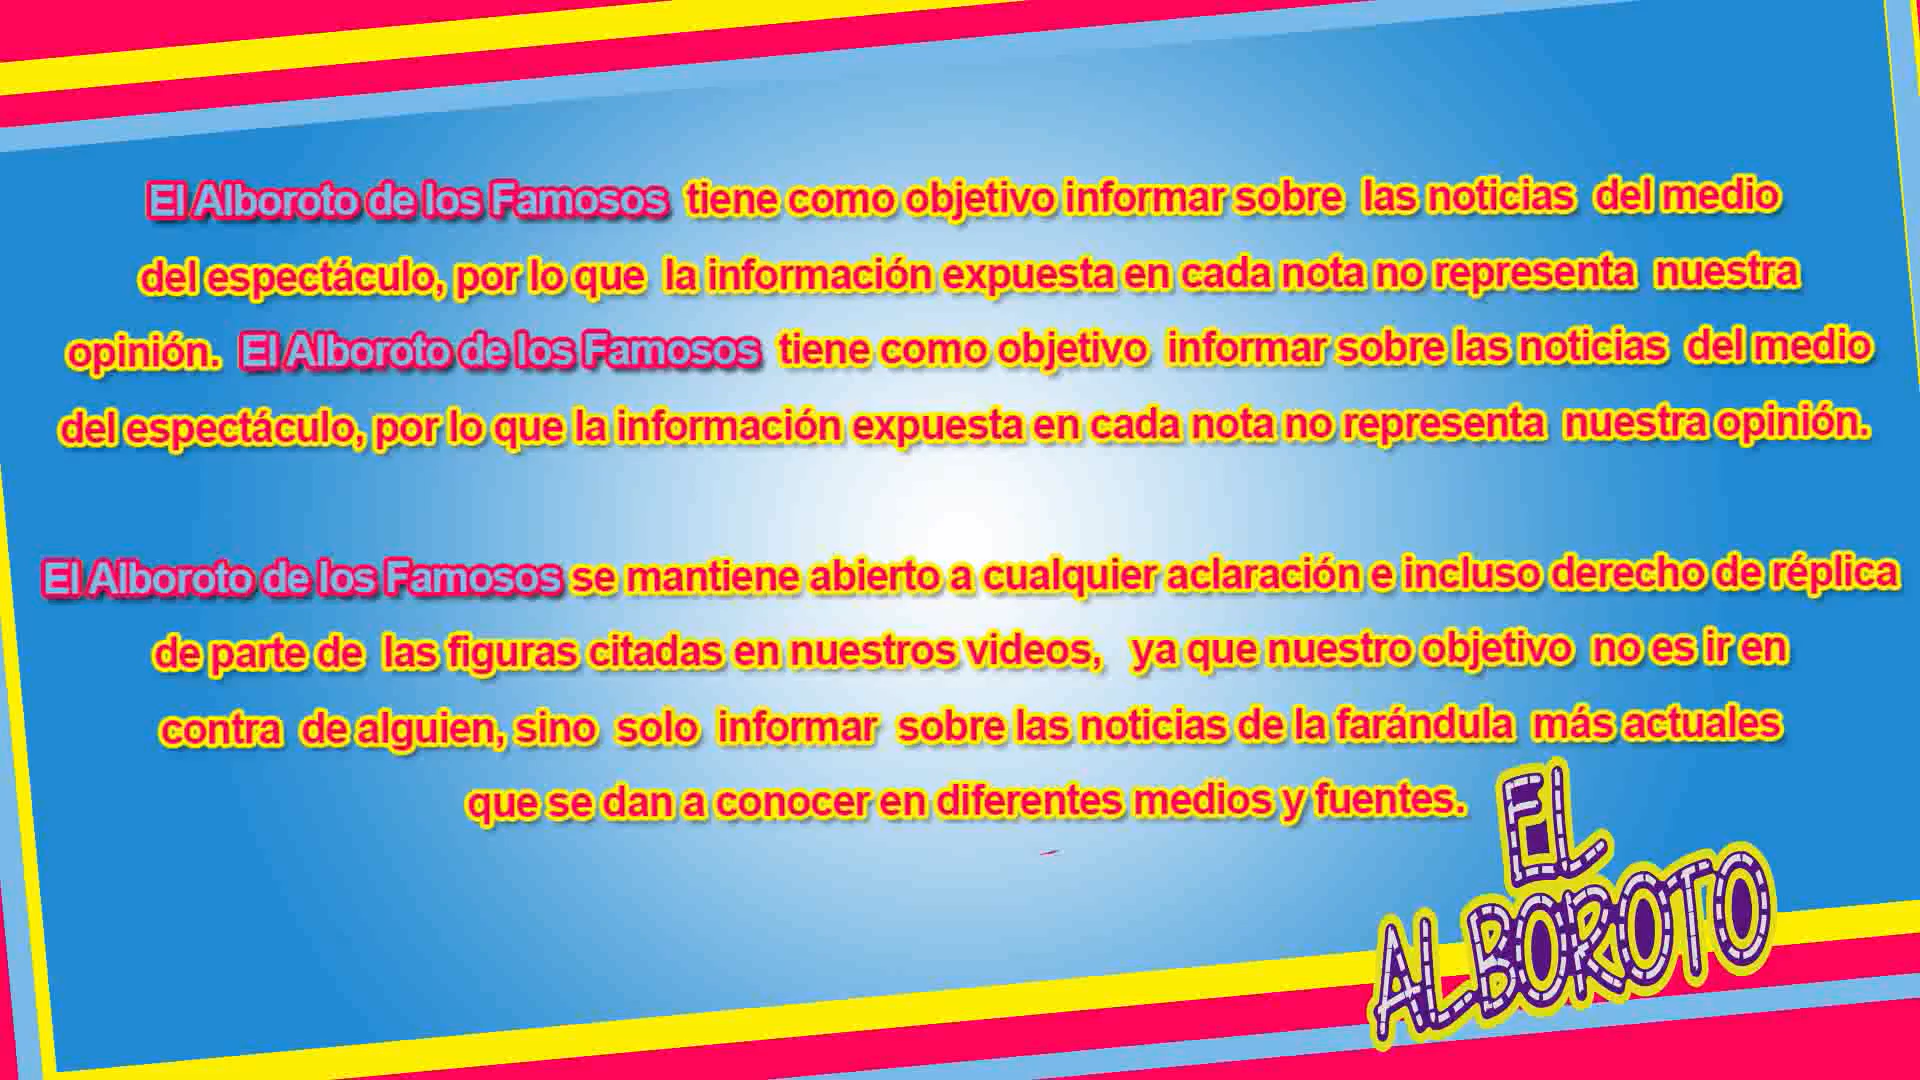 El Alboroto de los Famosos tiene como objetivo informar sobre las noticias del medio
del espectáculo, por lo que la información expuesta en cada nota no representa nuestra
opinión. El Alboroto de los Famosos tiene como objetivo informar sobre las noticias del medio
del espectáculo, por lo que la información expuesta en cada nota no representa nuestra opinión.
El Alboroto de los Famosos se mantiene abierto a cualquier aclaración e incluso derecho de réplica
de parte de las figuras citadas en nuestros videos, ya que nuestro objetivo no es ir en
contra de alguien, sino solo informar sobre las noticias de la farándula más actuales
que se dan a conocer en diferentes medios y fuentes.
EL
ALBOROTO